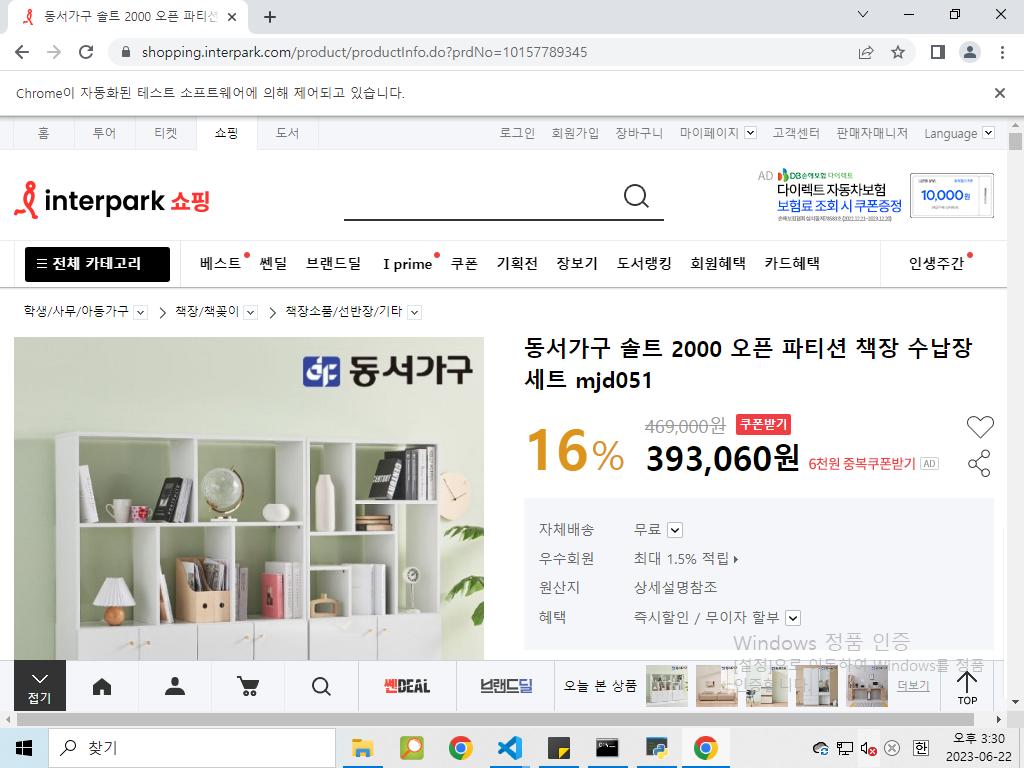 동서가구 솔트 2000 오픈 파티션
shopping.interpark.com/product/productInfo.do?prdNo=10157789345
Chrome이 자동화된 테스트 소프트웨어에 의해 제어되고 있습니다.
홈 투어 티켓 쇼핑 도서 로그인 회원가입 장바구니 마이페이지 고객센터 판매자매니저 Language
interpark 쇼핑
AD DB손해보험 다이렉트
다이렉트 자동차보험
보험료 조회 시 쿠폰증정
10,000원
전체 카테고리 베스트 쎈딜 브랜드딜 I prime 쿠폰 기획전 장보기 도서랭킹 회원혜택 카드혜택 인생주간
학생/사무/아동가구 책장/책꽂이 책장소품/선반장/기타
동서가구
동서가구 솔트 2000 오픈 파티션 책장 수납장
세트 mjd051
16% 469,000원 쿠폰받기
393,060원 6천원 중복쿠폰받기 AD
자체배송 무료
우수회원 최대 1.5% 적립
원산지 상세설명참조
혜택 즉시할인 / 무이자 할부
Windows 정품 인증
[설정]으로 이동하여 Windows를 정품
인증합니다.
접기 쎈DEAL 브랜드딜 오늘 본 상품 더보기 TOP
찾기
한
오후 3:30
2023-06-22